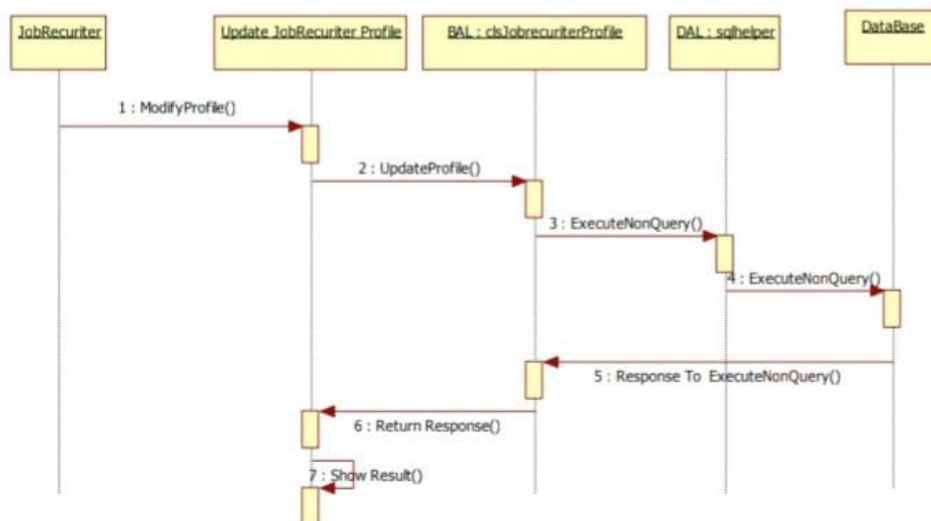 JobRecuriter
Update JobRecuriter Profile
BAL : clsJobrecuriterProfile
DAL : sqlhelper
DataBase
1 : ModifyProfile()
2 : UpdateProfile()
3 : ExecuteNonQuery()
4 : ExecuteNonQuery()
5 : Response To ExecuteNonQuery()
6 : Return Response()
7 : Show Result()